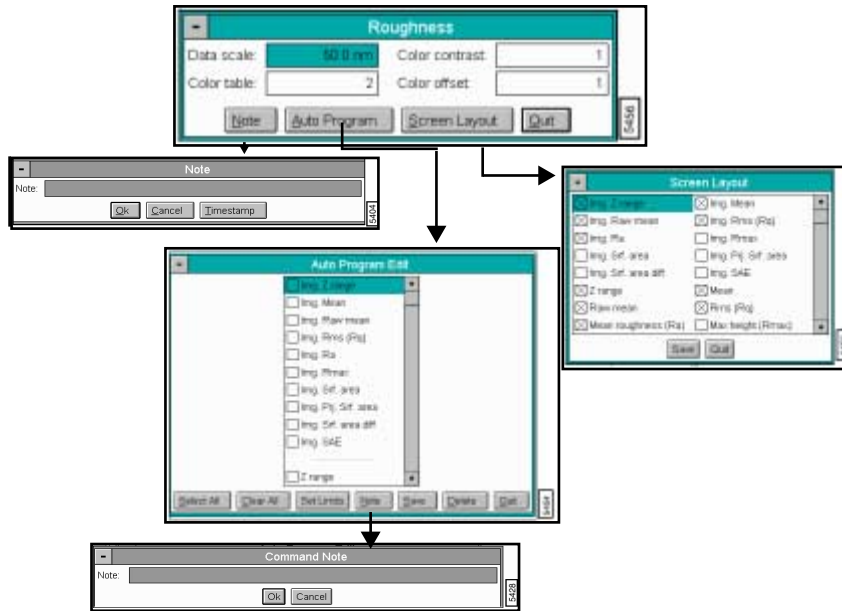 Roughness
Data scale: 50.0 nm Color contrast: 1
Color table: 2 Color offset: 1
Note Auto Program Screen Layout Quit
5456
Note
Note:
Ok Cancel Timestamp
5404
Screen Layout
Img. Z range Img. Mean
Img. Raw mean Img. Rms (Rq)
Img. Ra Img. Rmax
Img. Srf. area Img. Prj. Srf. area
Img. Srf. area diff Img. SAE
Z range Mean
Raw mean Rms (Rq)
Mean roughness (Ra) Max height (Rmax)
Save Quit
Auto Program Edit
Img. Z range
Img. Mean
Img. Raw mean
Img. Rms (Rq)
Img. Ra
Img. Rmax
Img. Srf. area
Img. Prj. Srf. area
Img. Srf. area diff
Img. SAE
Z range
Select All Clear All Set Limits Note Save Delete Quit
Command Note
Note:
Ok Cancel
5428